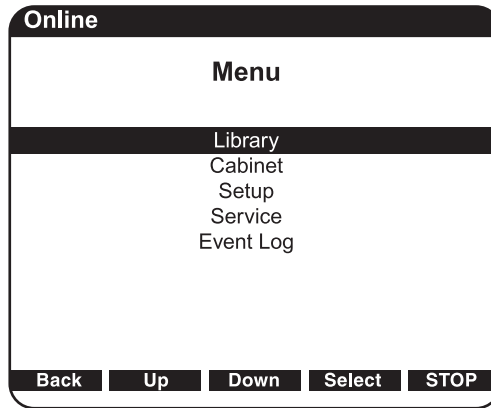 Online
Menu
Library
Cabinet
Setup
Service
Event Log
Back Up Down Select STOP